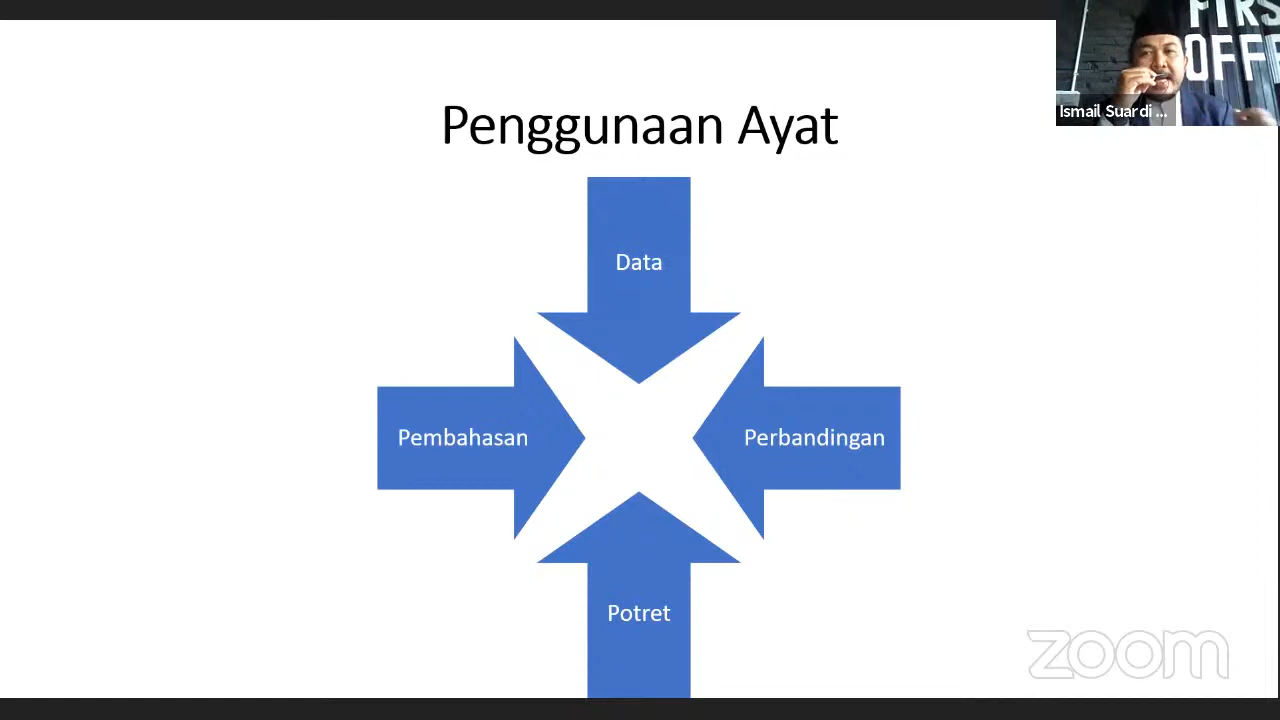 Penggunaan Ayat
Data
Pembahasan
Perbandingan
Potret
Ismail Suardi ...
zoom